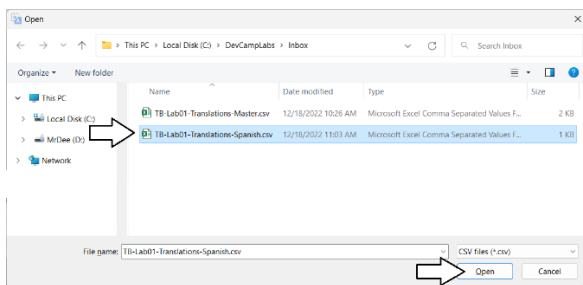 Open
This PC > Local Disk (C:) > DevCampLabs > Inbox
Search Inbox
Organize
New folder
Name Date modified Type Size
This PC
Local Disk (C:)
MrDee (D:)
Network
TB-Lab01-Translations-Master.csv 12/18/2022 10:26 AM Microsoft Excel Comma Separated Values F... 2 KB
TB-Lab01-Translations-Spanish.csv 12/18/2022 11:03 AM Microsoft Excel Comma Separated Values F... 1 KB
File name: TB-Lab01-Translations-Spanish.csv CSV files (*.csv)
Open Cancel